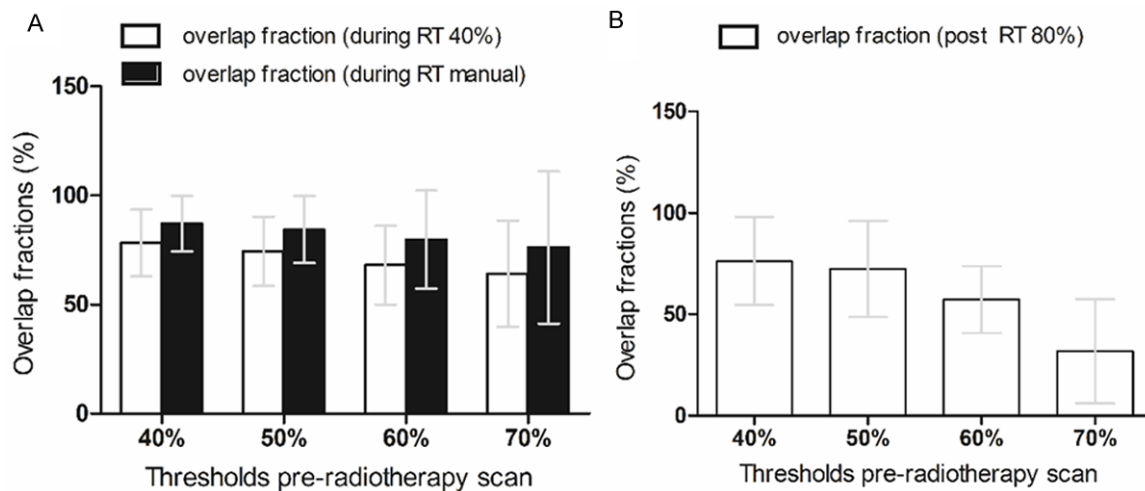 A
overlap fraction (during RT 40%)
overlap fraction (during RT manual)
150
100
50
0
Overlap fractions (%)
40% 50% 60% 70%
Thresholds pre-radiotherapy scan
B
overlap fraction (post RT 80%)
150
100
50
0
Overlap fractions (%)
40% 50% 60% 70%
Thresholds pre-radiotherapy scan